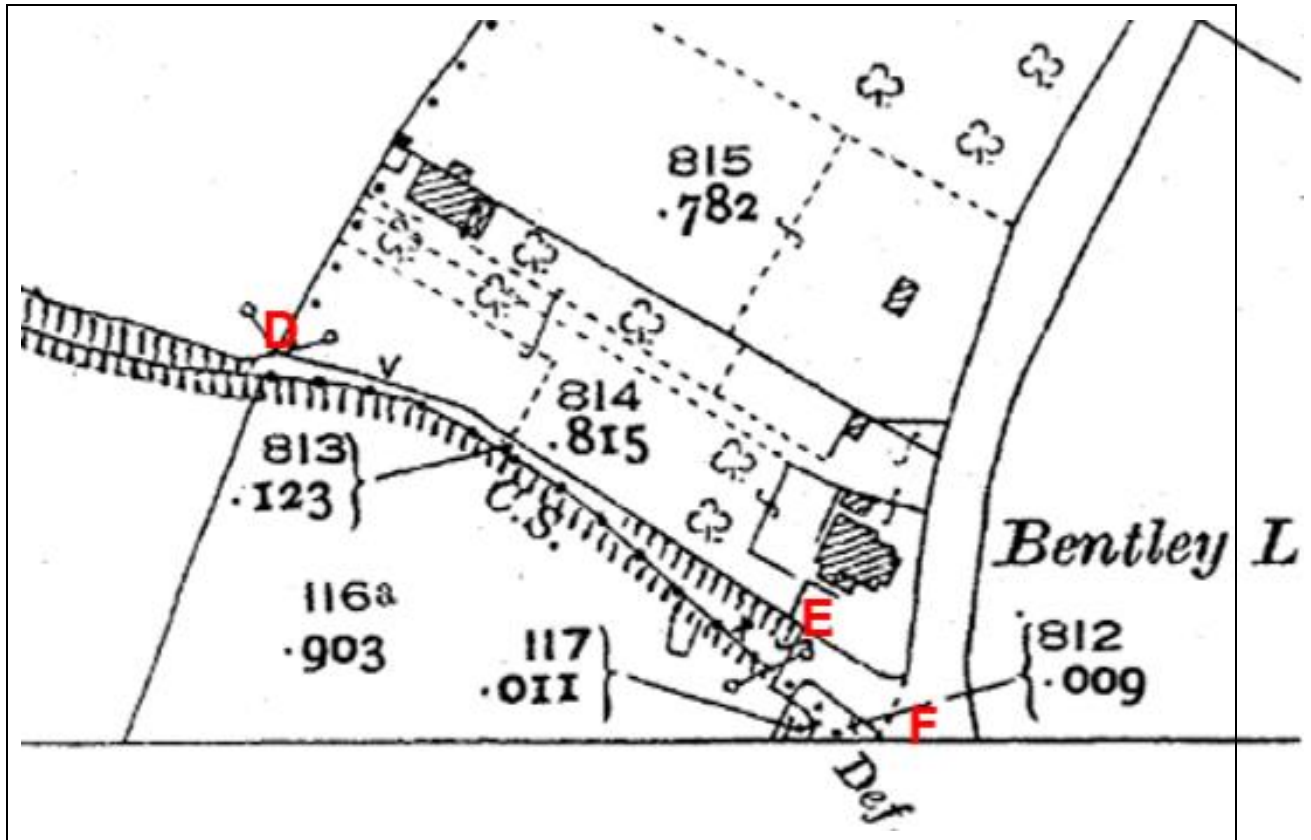 815
.782
D
V
814
.815
813
.123
C.S.
Bentley L
116a
.903
E
117
.011
812
.009
F
Def.